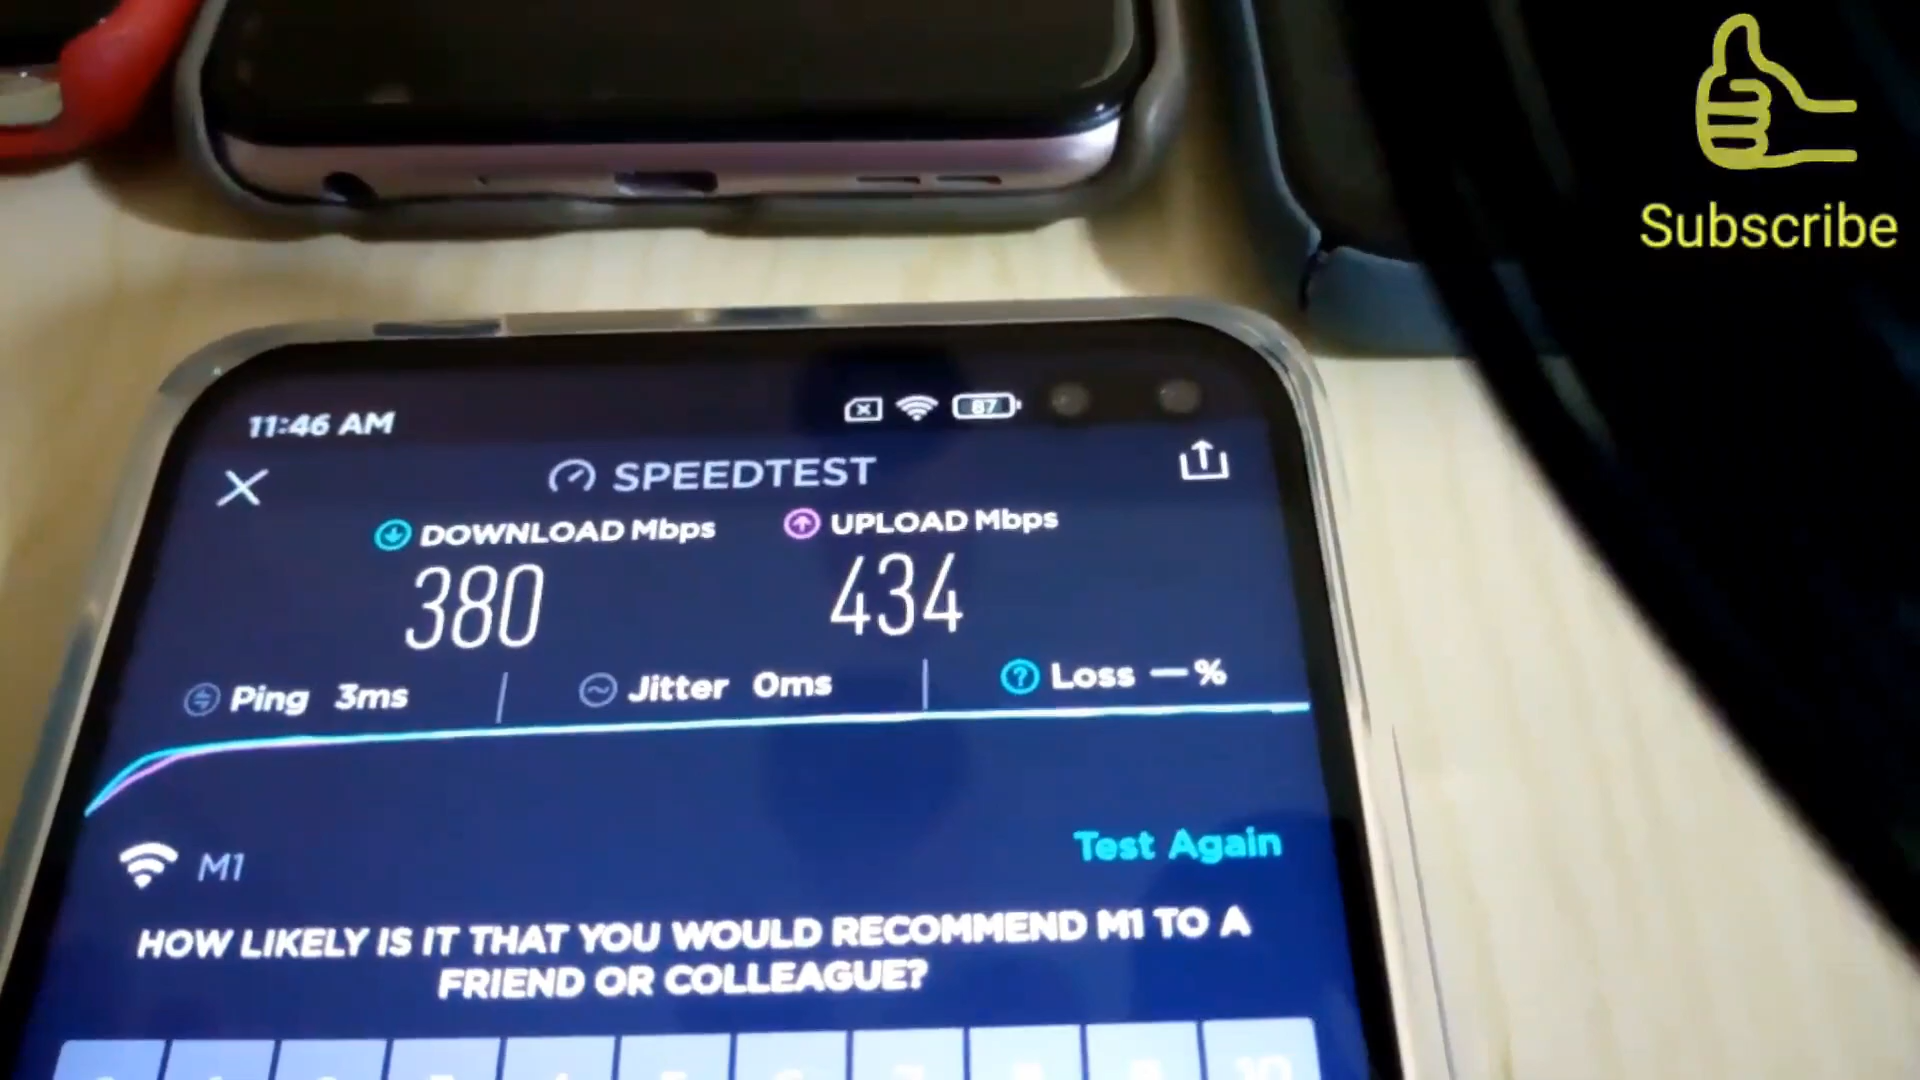 Subscribe
11:46 AM 87
SPEEDTEST
DOWNLOAD Mbps UPLOAD Mbps
380 434
Ping 3ms Jitter 0ms Loss —%
M1
Test Again
HOW LIKELY IS IT THAT YOU WOULD RECOMMEND M1 TO A
FRIEND OR COLLEAGUE?
10